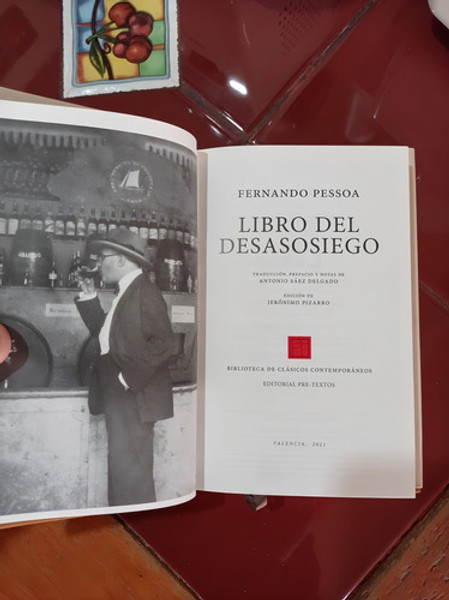 ABAFADO
FERNANDO PESSOA
LIBRO DEL
DESASOSIEGO
TRADUCCIÓN, PREFACIO Y NOTAS DE
ANTONIO SÁEZ DELGADO
EDICIÓN DE
JERÓNIMO PIZARRO
BIBLIOTECA DE CLÁSICOS CONTEMPORÁNEOS
EDITORIAL PRE-TEXTOS
VALENCIA, 2021